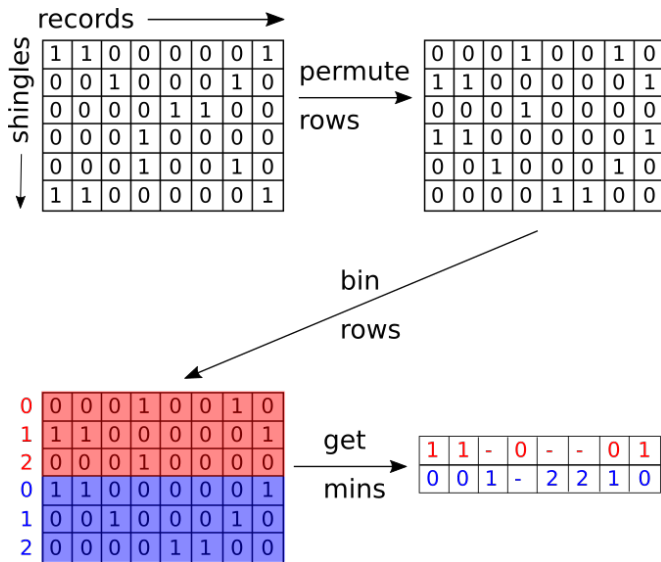 records
shingles
1 1 0 0 0 0 0 1
0 0 1 0 0 0 1 0
0 0 0 0 1 1 0 0
0 0 0 1 0 0 0 0
0 0 0 1 0 0 1 0
1 1 0 0 0 0 0 1
permute
rows
0 0 0 1 0 0 1 0
1 1 0 0 0 0 0 1
0 0 0 1 0 0 0 0
1 1 0 0 0 0 0 1
0 0 1 0 0 0 1 0
0 0 0 0 1 1 0 0
bin
rows
0 0 0 0 1 0 0 1 0
1 1 1 0 0 0 0 0 1
2 0 0 0 1 0 0 0 0
0 1 1 0 0 0 0 0 1
1 0 0 1 0 0 0 1 0
2 0 0 0 0 1 1 0 0
get
mins
1 1 - 0 - - 0 1
0 0 1 - 2 2 1 0